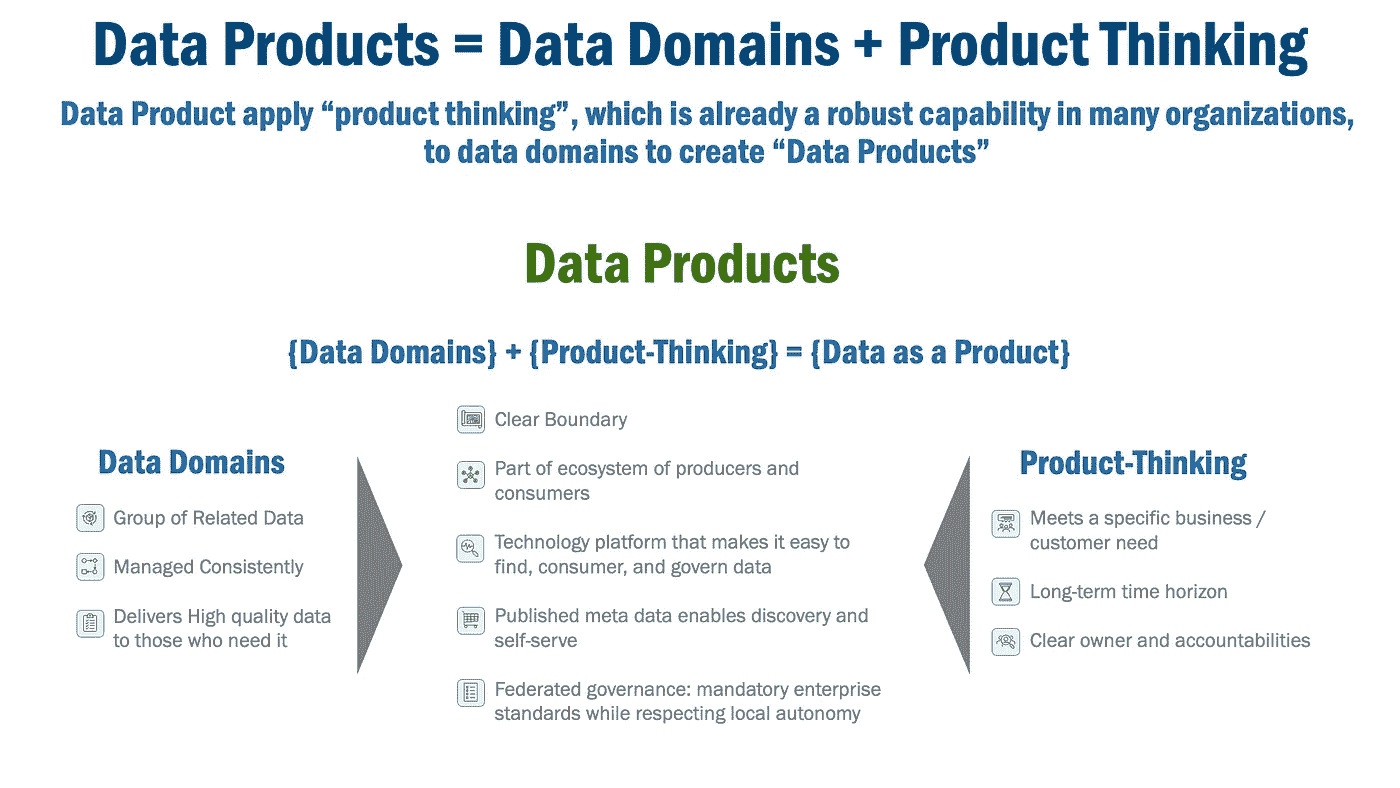 Data Products = Data Domains + Product Thinking
Data Product apply “product thinking”, which is already a robust capability in many organizations,
to data domains to create “Data Products”
Data Products
{Data Domains} + {Product-Thinking} = {Data as a Product}
Data Domains
Group of Related Data
Managed Consistently
Delivers High quality data
to those who need it
Clear Boundary
Part of ecosystem of producers and
consumers
Technology platform that makes it easy to
find, consumer, and govern data
Published meta data enables discovery and
self-serve
Federated governance: mandatory enterprise
standards while respecting local autonomy
Product-Thinking
Meets a specific business /
customer need
Long-term time horizon
Clear owner and accountabilities